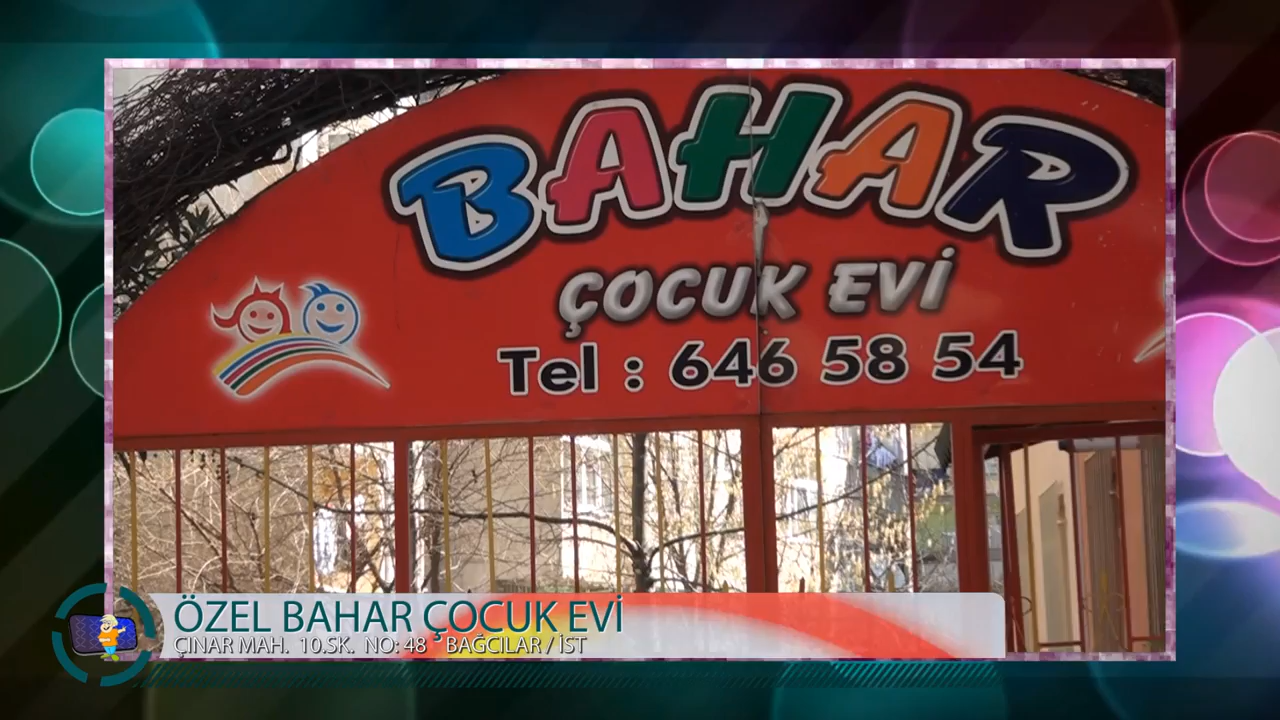 BAHAR
ÇOCUK EVİ
Tel : 646 58 54
ÖZEL BAHAR ÇOCUK EVİ
ÇINAR MAH. 10.SK. NO: 48 BAĞCILAR / İST